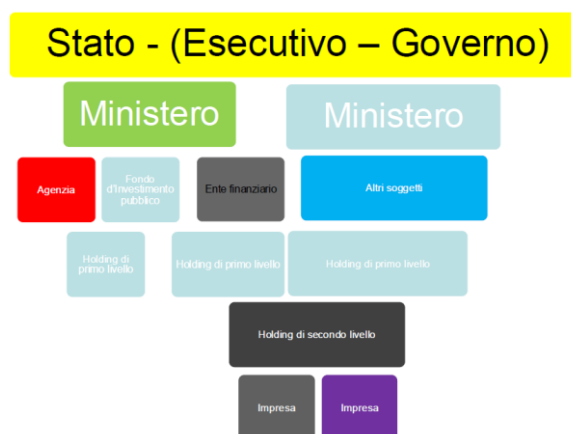 Stato - (Esecutivo – Governo)
Ministero
Ministero
Agenzia
Fondo
d'Investimento
pubblico
Ente finanziario
Altri soggetti
Holding di
primo livello
Holding di primo livello
Holding di primo livello
Holding di secondo livello
Impresa
Impresa